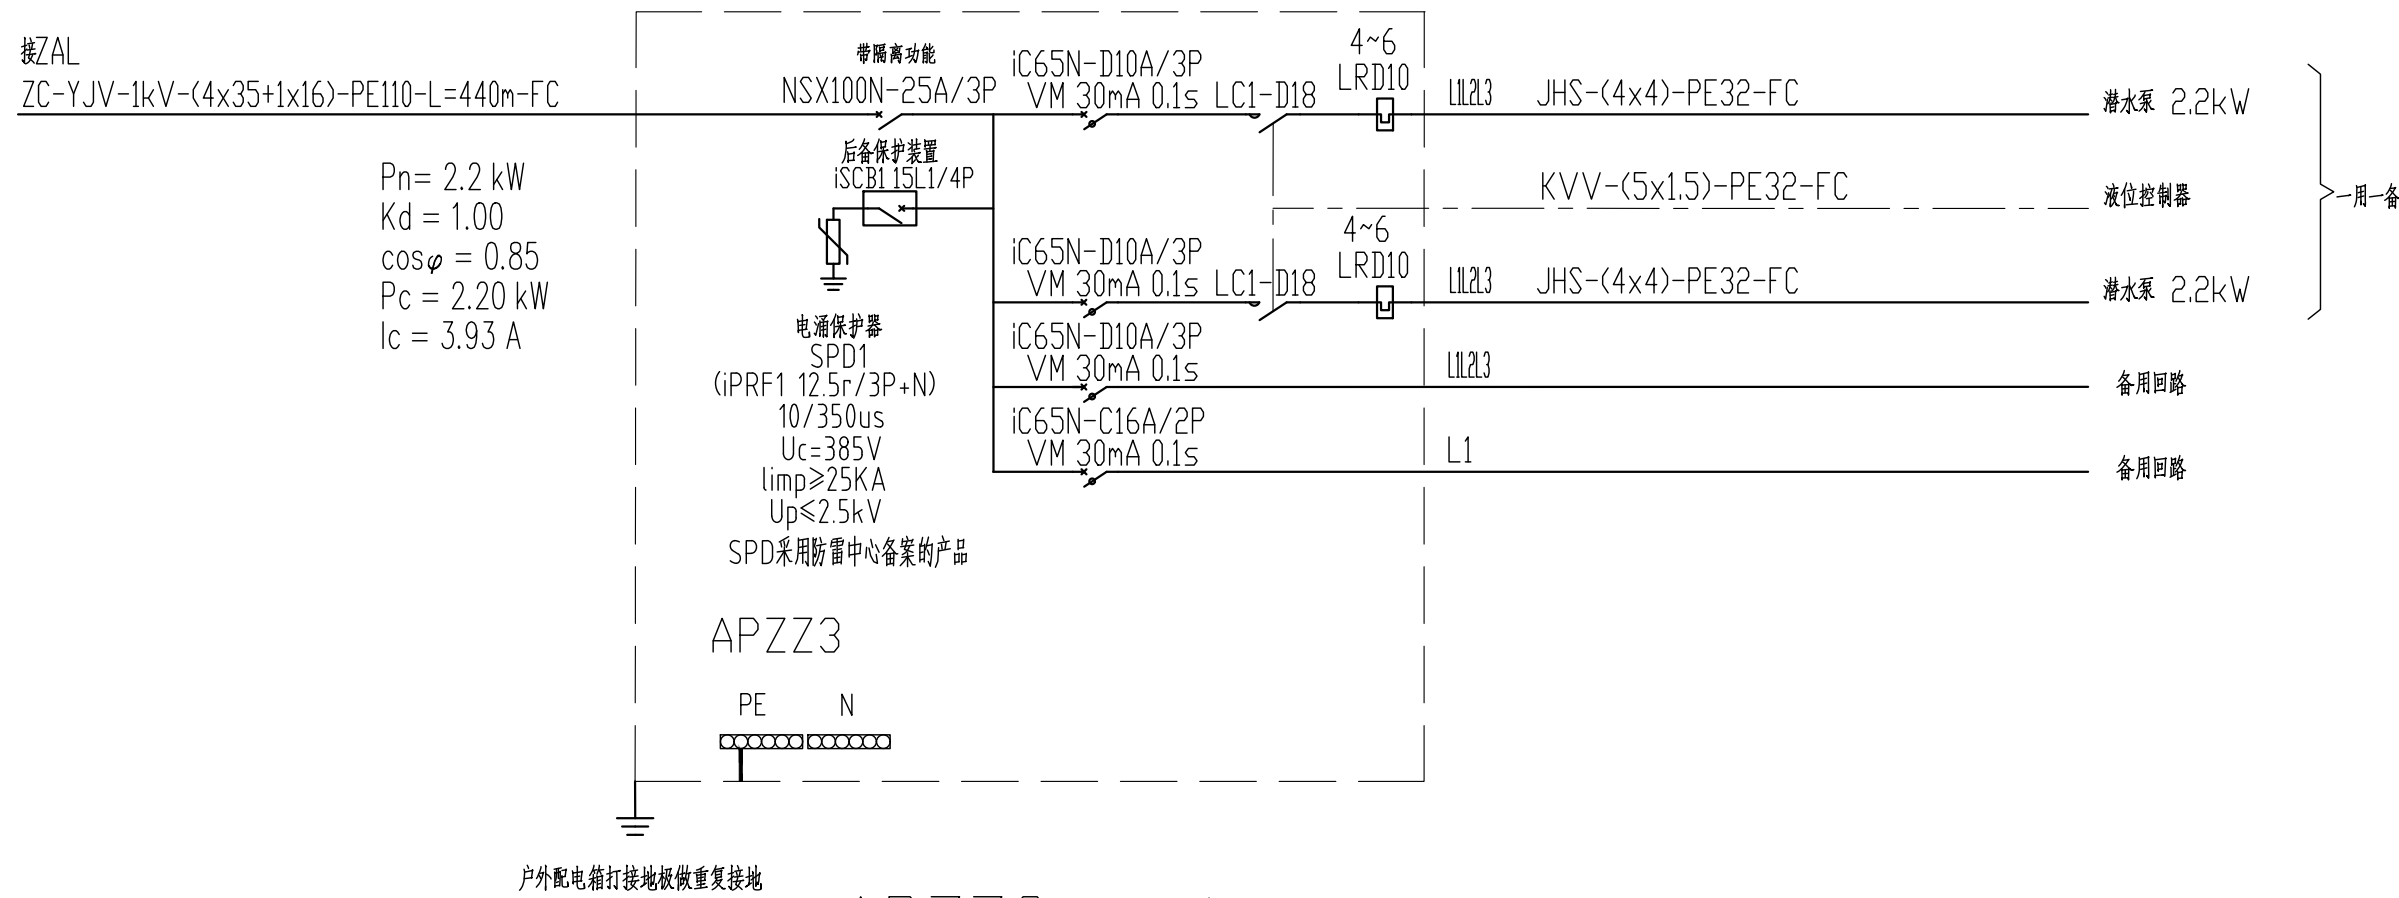 接ZAL
ZC-YJV-1kV-(4x35+1x16)-PE110-L=440m-FC
Pn= 2.2 kW
Kd = 1.00
cosφ = 0.85
Pc = 2.20 kW
Ic = 3.93 A
带隔离功能
NSX100N-25A/3P
后备保护装置
iSCB1 15L1/4P
电涌保护器
SPD1
(iPRF1 12.5r/3P+N)
10/350us
Uc=385V
limp≥25KA
Up≤2.5kV
SPD采用防雷中心备案的产品
APZZ3
PE N
户外配电箱打接地极做重复接地
iC65N-D10A/3P
VM 30mA 0.1s LC1-D18
4~6
LRD10
L1L2L3 JHS-(4x4)-PE32-FC
潜水泵 2.2kW
KVV-(5x1.5)-PE32-FC
液位控制器
一用一备
iC65N-D10A/3P
VM 30mA 0.1s LC1-D18
4~6
LRD10
L1L2L3 JHS-(4x4)-PE32-FC
潜水泵 2.2kW
iC65N-D10A/3P
VM 30mA 0.1s
L1L2L3
备用回路
iC65N-C16A/2P
VM 30mA 0.1s
L1
备用回路